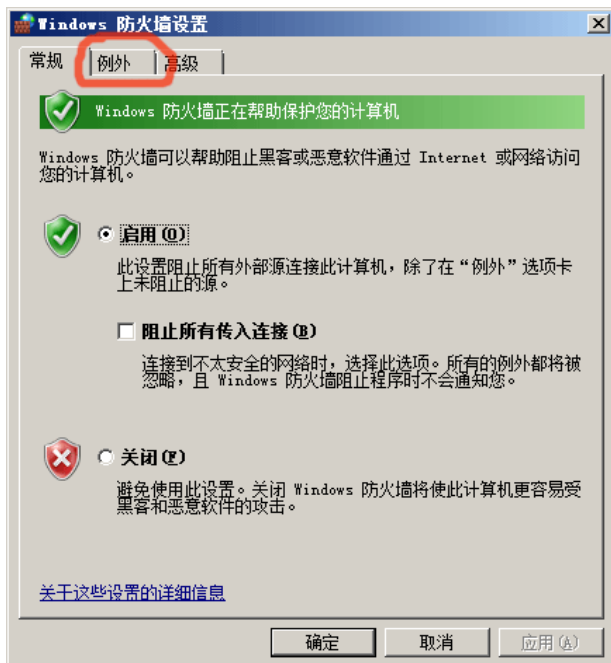 Windows 防火墙设置
常规
例外
高级
Windows 防火墙正在帮助保护您的计算机
Windows 防火墙可以帮助阻止黑客或恶意软件通过 Internet 或网络访问
您的计算机。
启用(O)
此设置阻止所有外部源连接此计算机，除了在“例外”选项卡
上未阻止的源。
阻止所有传入连接(B)
连接到不太安全的网络时，选择此选项。所有的例外都将被
忽略，且 Windows 防火墙阻止程序时不会通知您。
关闭(F)
避免使用此设置。关闭 Windows 防火墙将使此计算机更容易受
黑客和恶意软件的攻击。
关于这些设置的详细信息
确定
取消
应用(A)